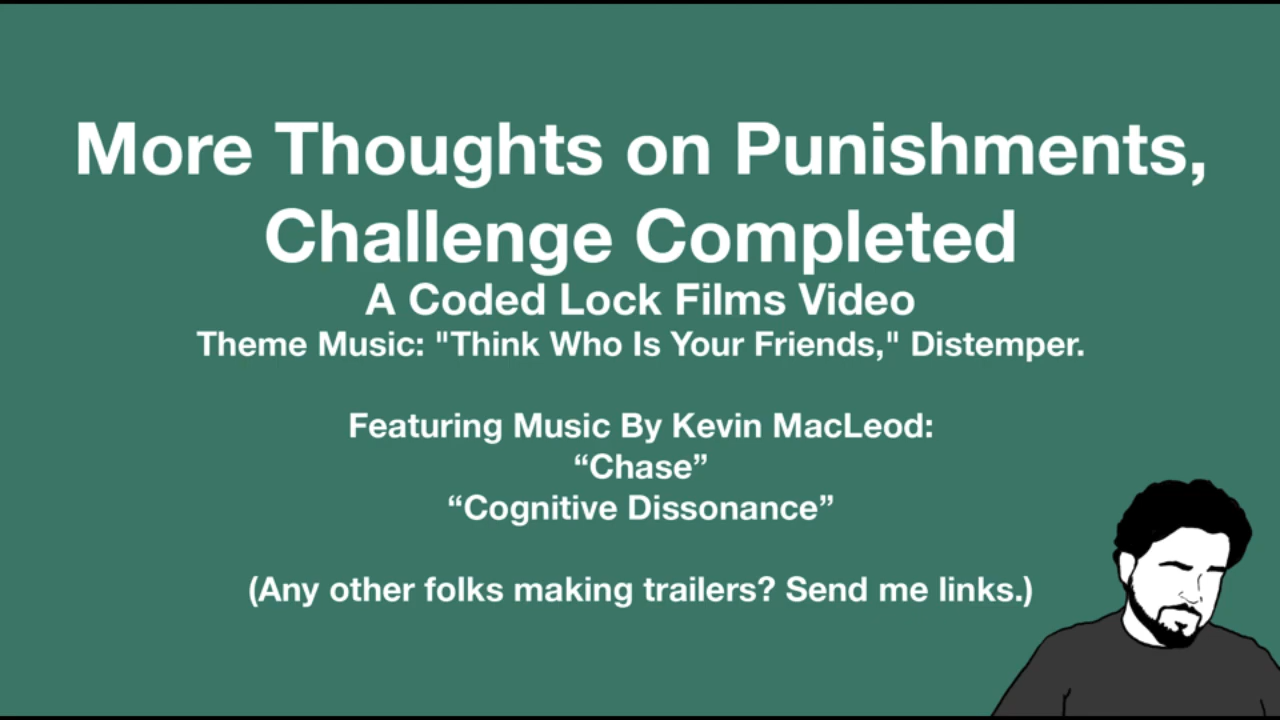 More Thoughts on Punishments,
Challenge Completed
A Coded Lock Films Video
Theme Music: "Think Who Is Your Friends," Distemper.
Featuring Music By Kevin MacLeod:
“Chase”
“Cognitive Dissonance”
(Any other folks making trailers? Send me links.)